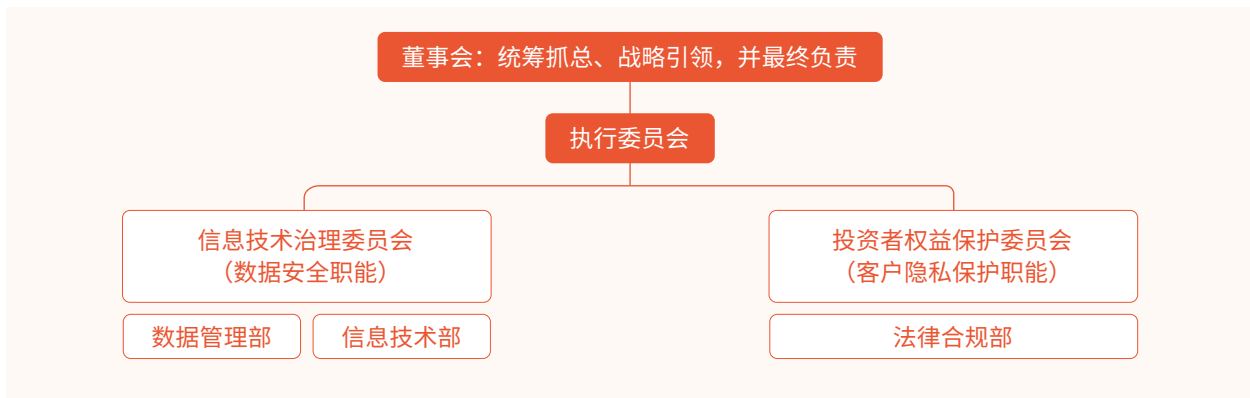 董事会：统筹抓总、战略引领，并最终负责
执行委员会
信息技术治理委员会
（数据安全职能）
投资者权益保护委员会
（客户隐私保护职能）
数据管理部
信息技术部
法律合规部